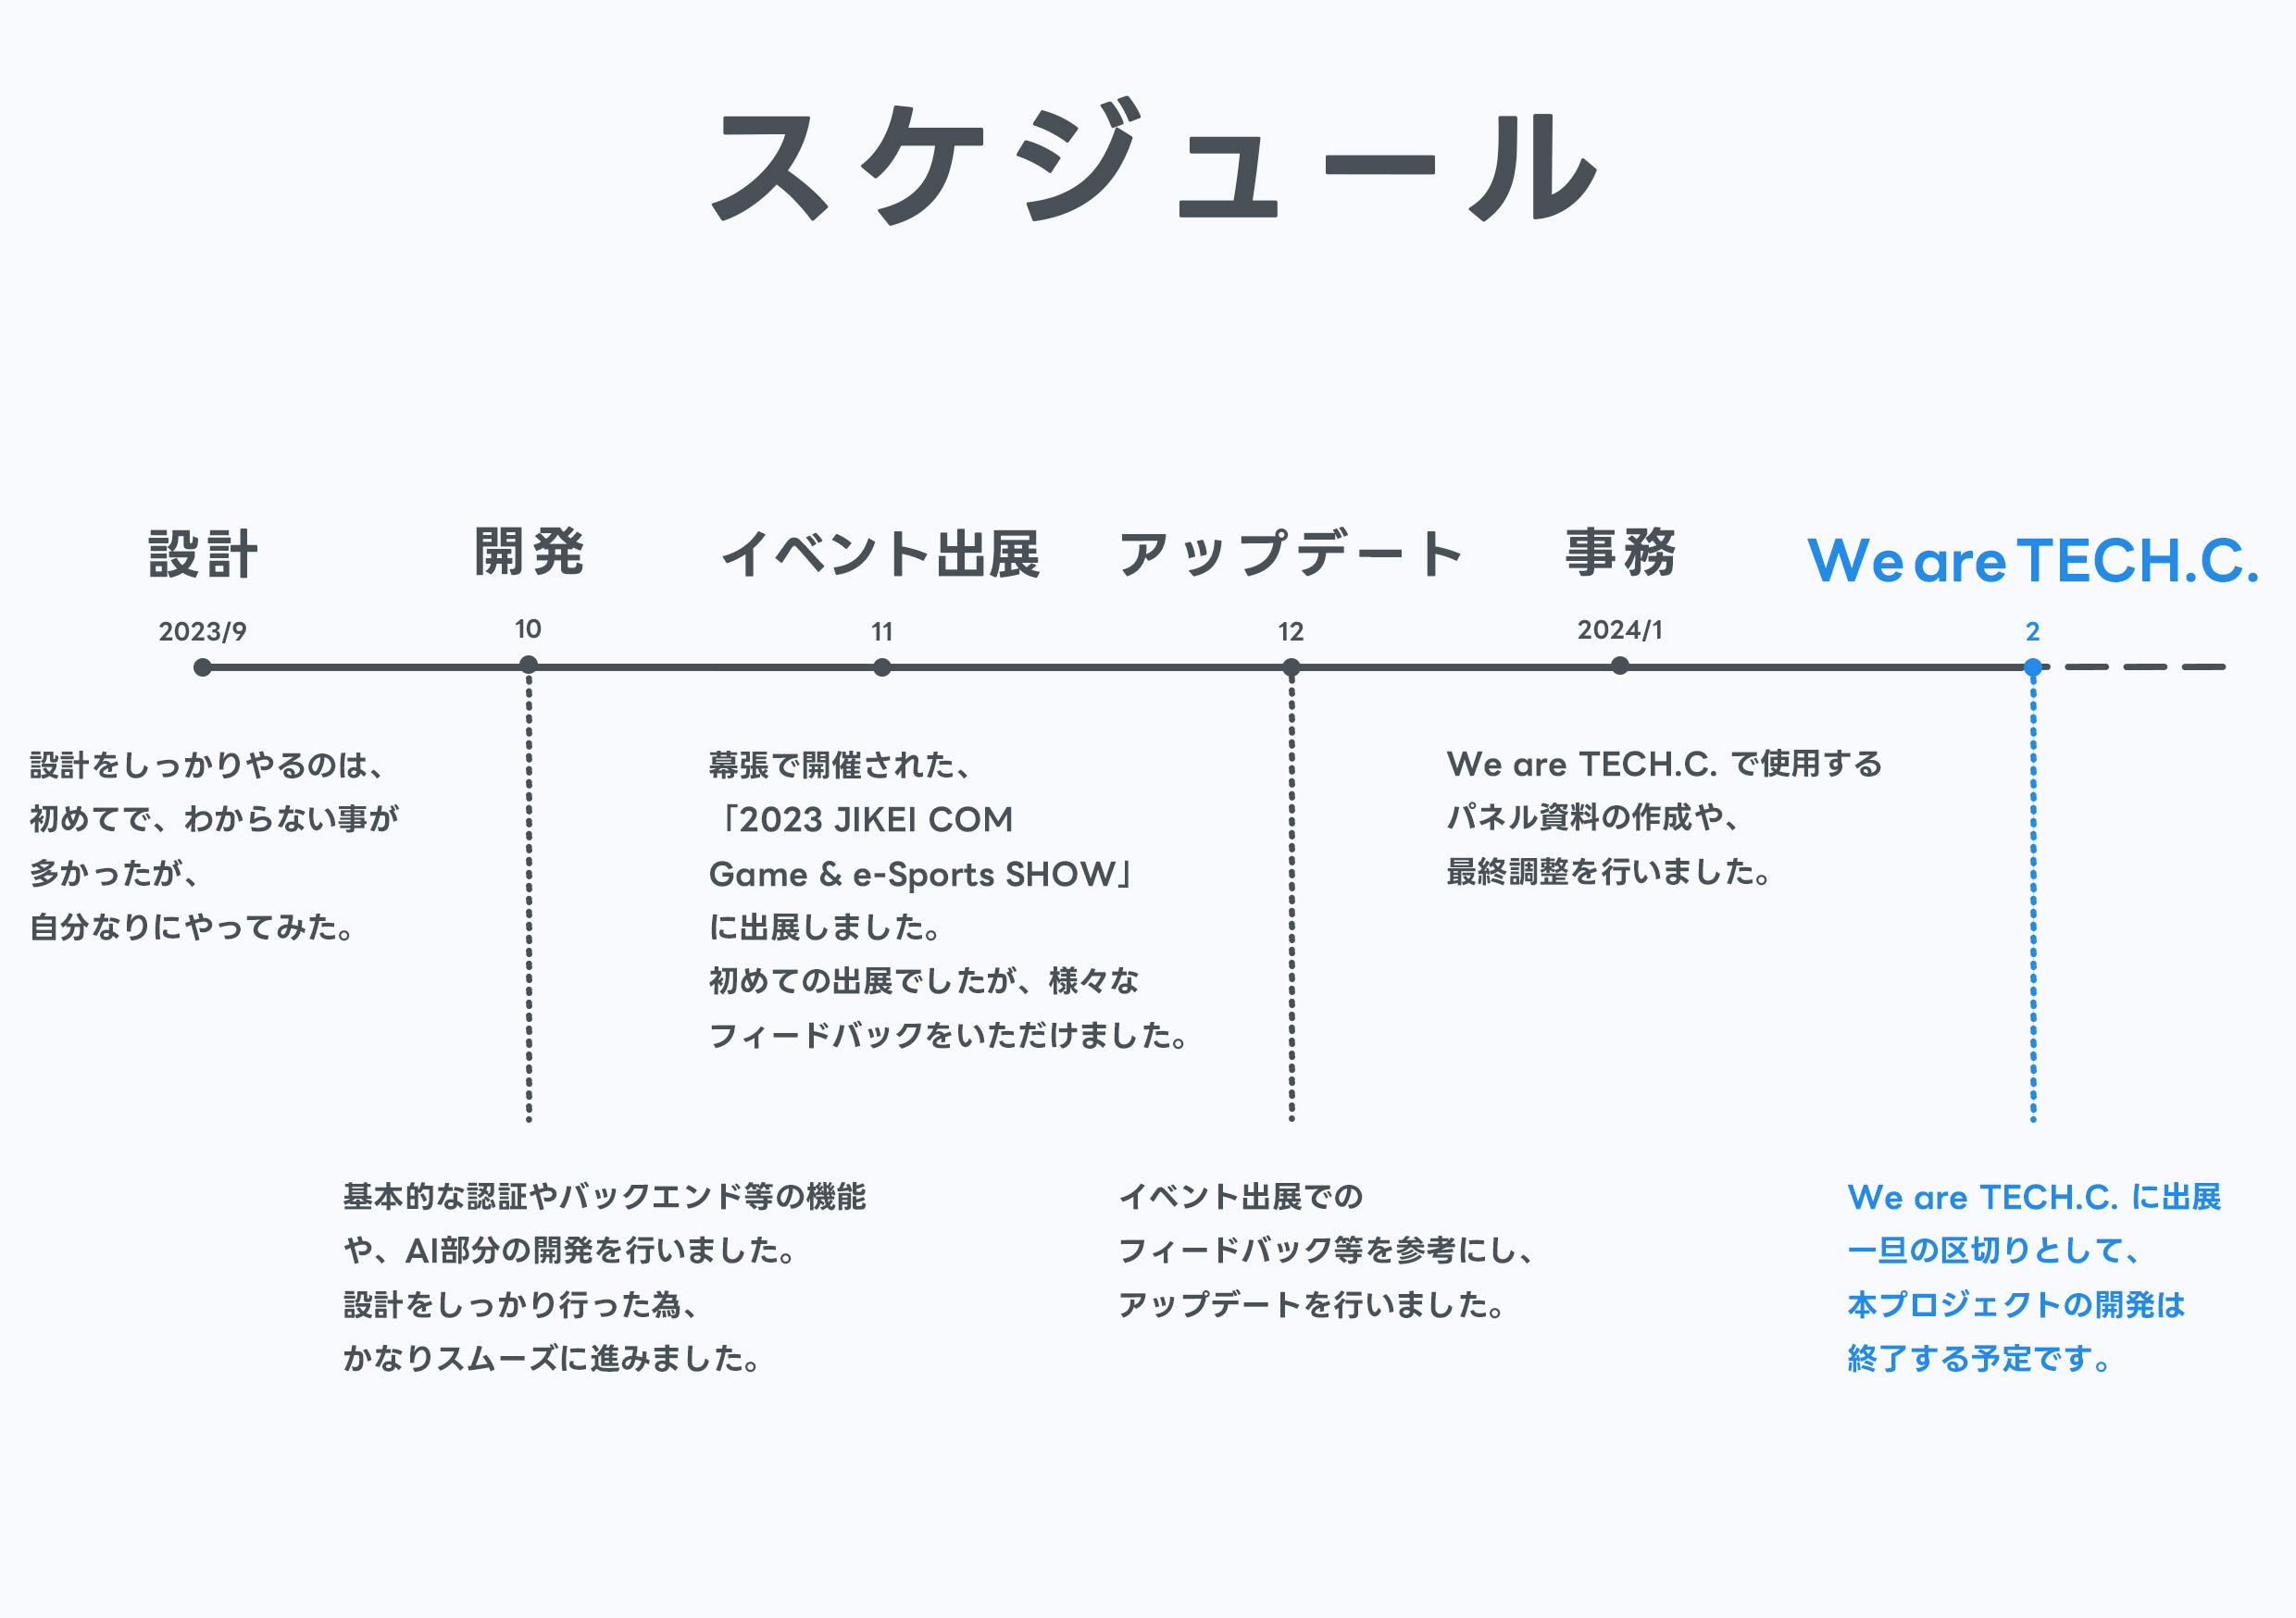 スケジュール
設計
2023/9
設計をしっかりやるのは、
初めてで、わからない事が
多かったが、
自分なりにやってみた。
開発
10
基本的な認証やバックエンド等の機能
や、AI部分の開発を行いました。
設計をしっかり行った為、
かなりスムーズに進みました。
イベント出展
11
幕張で開催された、
「2023 JIKEI COM
Game & e-Sports SHOW」
に出展しました。
初めての出展でしたが、様々な
フィードバックをいただけました。
アップデート
12
イベント出展での
フィードバック等を参考にし、
アップデートを行いました。
事務
2024/1
We are TECH.C. で使用する
パネル資料の作成や、
最終調整を行いました。
We are TECH.C.
2
We are TECH.C. に出展
一旦の区切りとして、
本プロジェクトの開発は
終了する予定です。